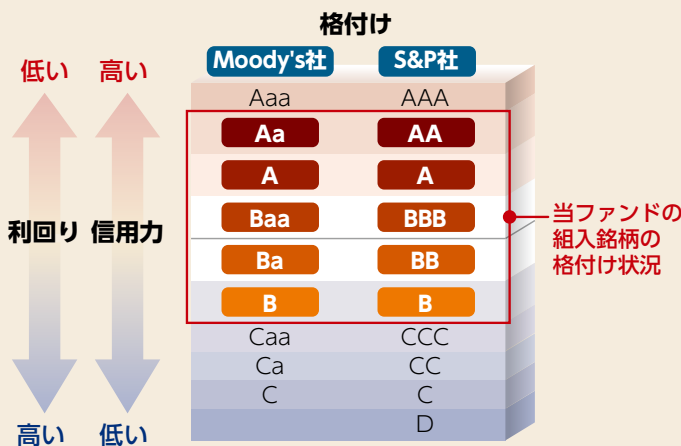 格付け
低い 高い Moody's社 S&P社
Aaa AAA
Aa AA
A A
Baa BBB
利回り 信用力
当ファンドの
組入銘柄の
格付け状況
Ba BB
B B
Caa CCC
Ca CC
C C
高い 低い D